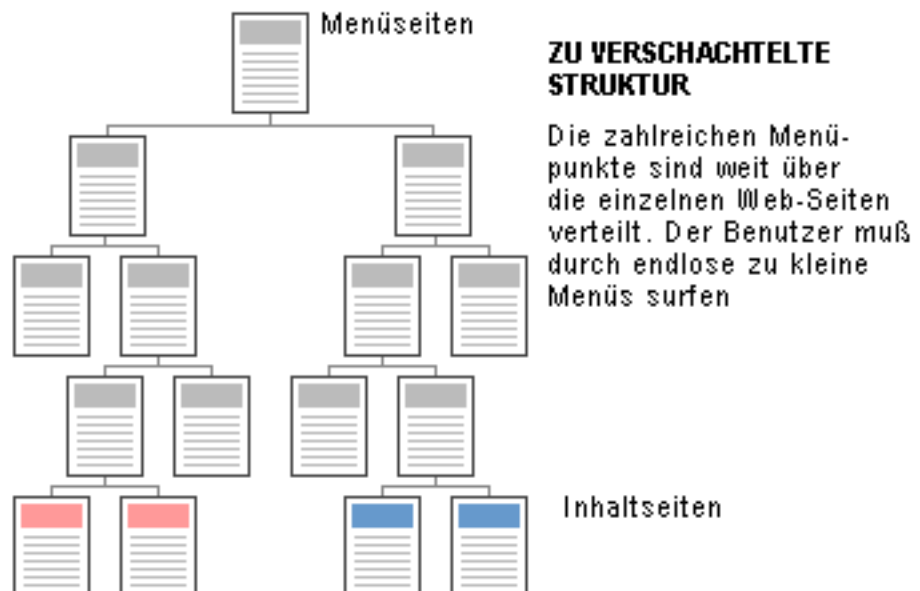 Menüseiten
ZU VERSCHACHTELTE
STRUKTUR
Die zahlreichen Menü-
punkte sind weit über
die einzelnen Web-Seiten
verteilt. Der Benutzer muß
durch endlose zu kleine
Menüs surfen
Inhaltseiten